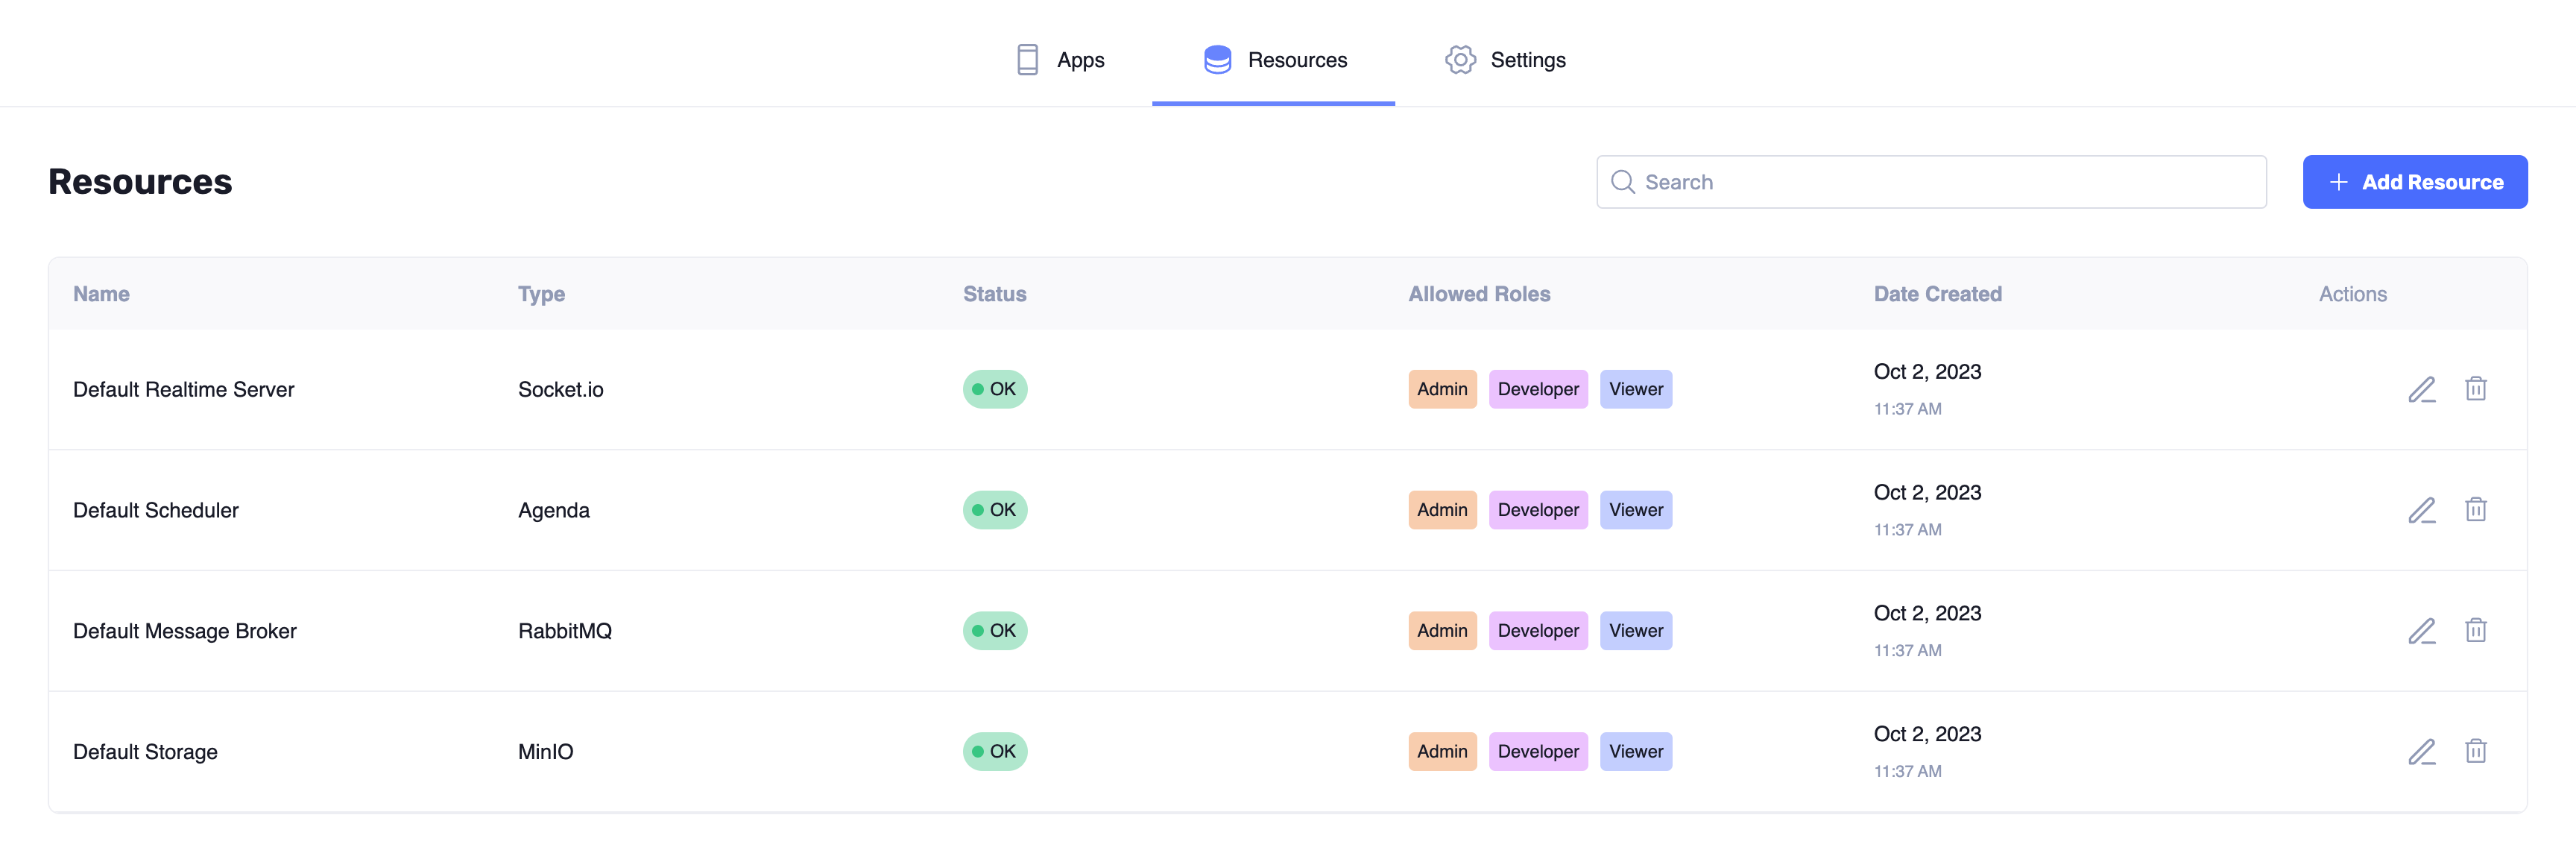 Apps Resources Settings
Resources
Search
Add Resource
Name Type Status Allowed Roles Date Created Actions
Default Realtime Server Socket.io OK Admin Developer Viewer Oct 2, 2023
11:37 AM
Default Scheduler Agenda OK Admin Developer Viewer Oct 2, 2023
11:37 AM
Default Message Broker RabbitMQ OK Admin Developer Viewer Oct 2, 2023
11:37 AM
Default Storage MinIO OK Admin Developer Viewer Oct 2, 2023
11:37 AM